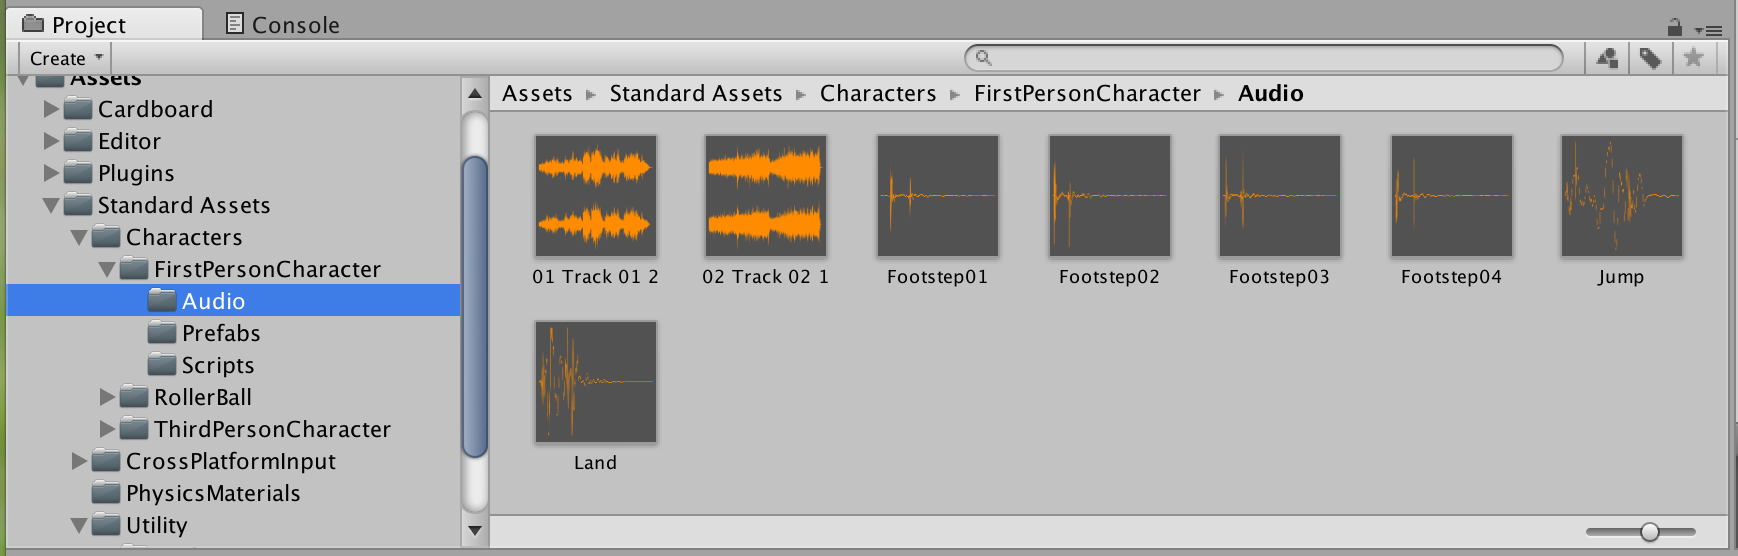 Project Console
Create
Assets
Cardboard
Editor
Plugins
Standard Assets
Characters
FirstPersonCharacter
Audio
Prefabs
Scripts
RollerBall
ThirdPersonCharacter
CrossPlatformInput
PhysicsMaterials
Utility
Assets Standard Assets Characters FirstPersonCharacter Audio
01 Track 01 2 02 Track 02 1 Footstep01 Footstep02 Footstep03 Footstep04 Jump
Land